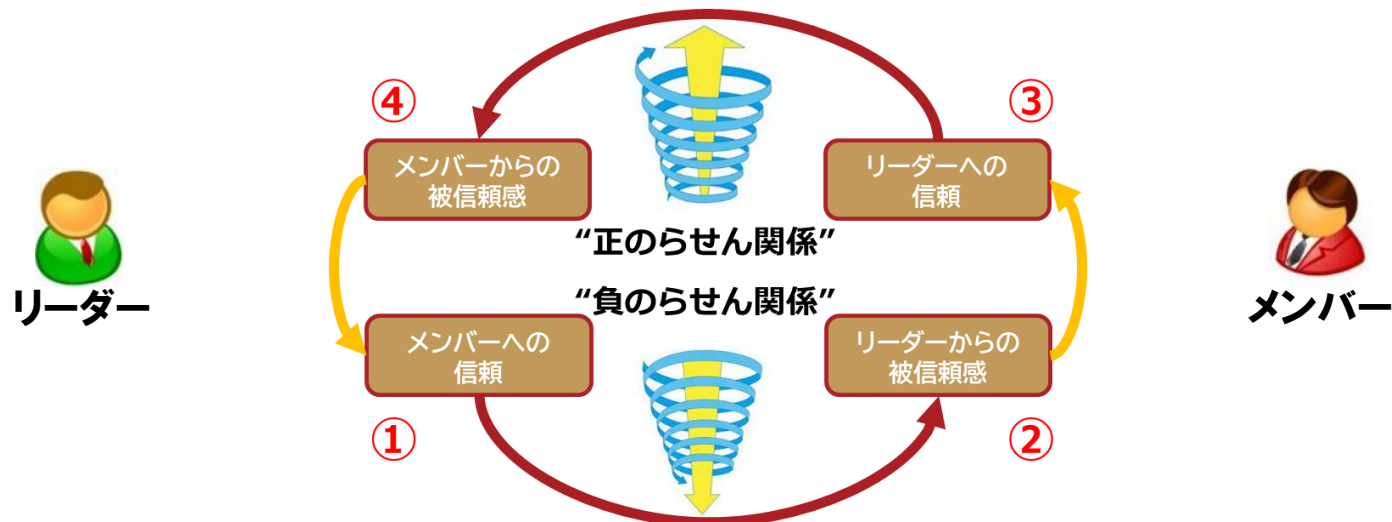 ④
③
メンバーからの
被信頼感
リーダーへの
信頼
“正のらせん関係”
リーダー
メンバー
“負のらせん関係”
メンバーへの
信頼
リーダーからの
被信頼感
①
②